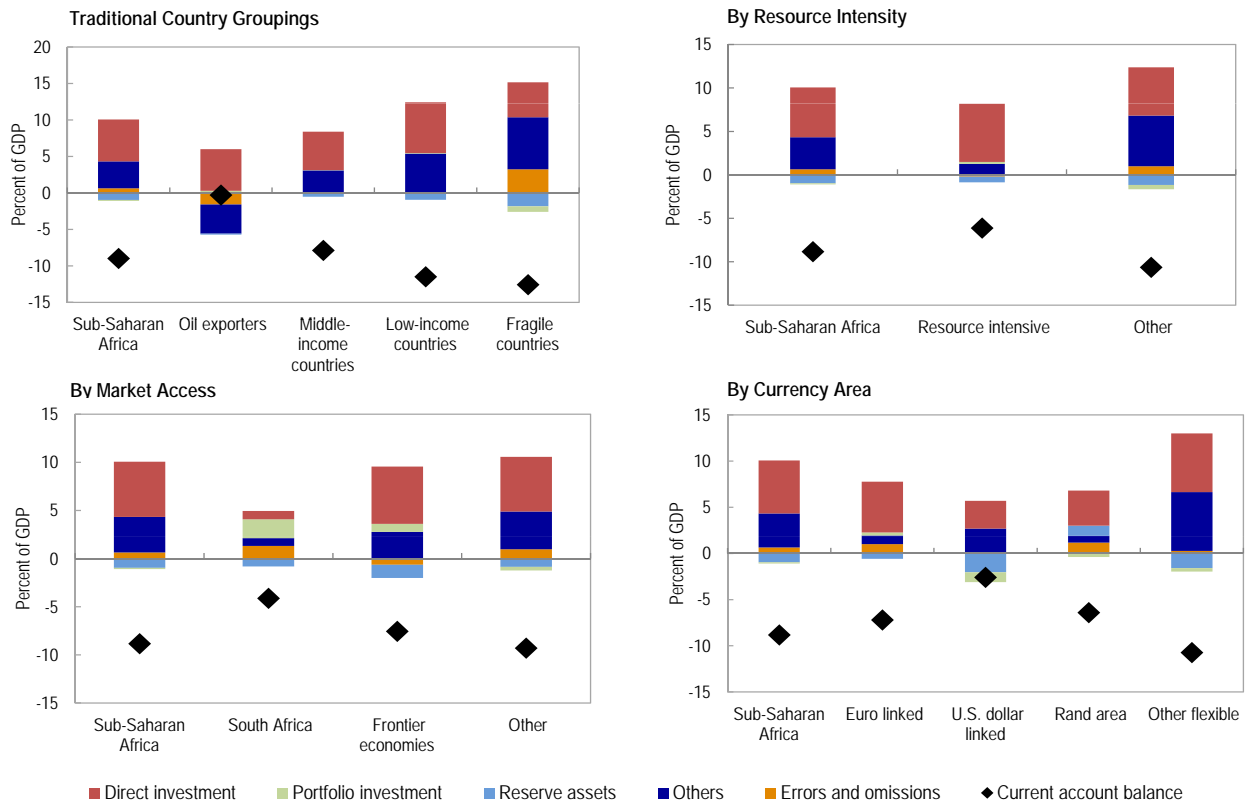 Traditional Country Groupings
Percent of GDP
20
15
10
5
0
-5
-10
-15
Sub-Saharan Africa
Oil exporters
Middle-income countries
Low-income countries
Fragile countries
By Resource Intensity
Percent of GDP
15
10
5
0
-5
-10
-15
Sub-Saharan Africa
Resource intensive
Other
By Market Access
Percent of GDP
15
10
5
0
-5
-10
-15
Sub-Saharan Africa
South Africa
Frontier economies
Other
By Currency Area
Percent of GDP
15
10
5
0
-5
-10
-15
Sub-Saharan Africa
Euro linked
U.S. dollar linked
Rand area
Other flexible
Direct investment
Portfolio investment
Reserve assets
Others
Errors and omissions
Current account balance